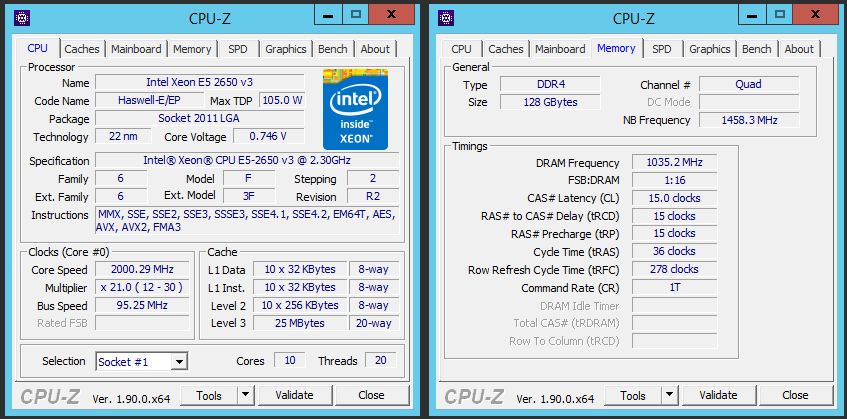 CPU-Z
CPU Caches Mainboard Memory SPD Graphics Bench About
Processor
Name Intel Xeon E5 2650 v3
Code Name Haswell-E/EP Max TDP 105.0 W
Package Socket 2011 LGA
Technology 22 nm Core Voltage 0.746 V
intel
inside™
XEON®
Specification Intel® Xeon® CPU E5-2650 v3 @ 2.30GHz
Family 6 Model F Stepping 2
Ext. Family 6 Ext. Model 3F Revision R2
Instructions MMX, SSE, SSE2, SSE3, SSSE3, SSE4.1, SSE4.2, EM64T, AES,
AVX, AVX2, FMA3
Clocks (Core #0)
Core Speed 2000.29 MHz
Multiplier x 21.0 ( 12 - 30 )
Bus Speed 95.25 MHz
Rated FSB
Cache
L1 Data 10 x 32 KBytes 8-way
L1 Inst. 10 x 32 KBytes 8-way
Level 2 10 x 256 KBytes 8-way
Level 3 25 MBytes 20-way
Selection Socket #1 Cores 10 Threads 20
CPU-Z Ver. 1.90.0.x64 Tools Validate Close
CPU-Z
CPU Caches Mainboard Memory SPD Graphics Bench About
General
Type DDR4 Channel # Quad
Size 128 GBytes DC Mode
NB Frequency 1458.3 MHz
Timings
DRAM Frequency 1035.2 MHz
FSB:DRAM 1:16
CAS# Latency (CL) 15.0 clocks
RAS# to CAS# Delay (tRCD) 15 clocks
RAS# Precharge (tRP) 15 clocks
Cycle Time (tRAS) 36 clocks
Row Refresh Cycle Time (tRFC) 278 clocks
Command Rate (CR) 1T
DRAM Idle Timer
Total CAS# (tRDRAM)
Row To Column (tRCD)
CPU-Z Ver. 1.90.0.x64 Tools Validate Close